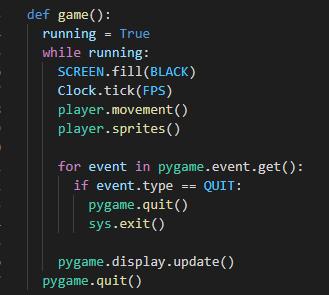 def game():
running = True
while running:
SCREEN.fill(BLACK)
Clock.tick(FPS)
player.movement()
player.sprites()
for event in pygame.event.get():
if event.type == QUIT:
pygame.quit()
sys.exit()
pygame.display.update()
pygame.quit()